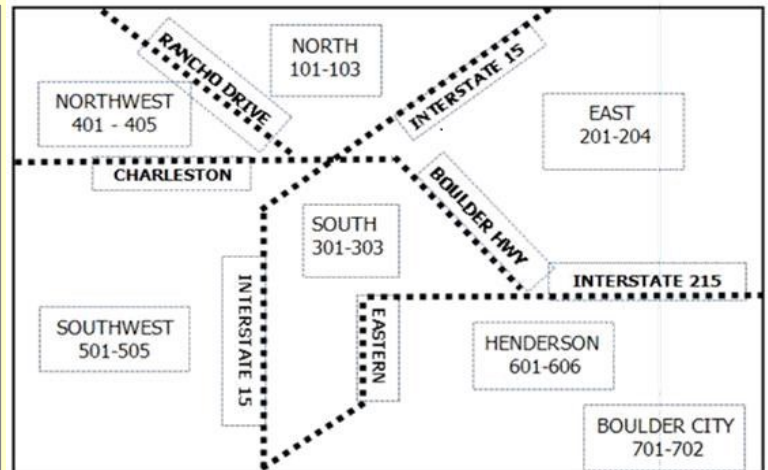 NORTH
101-103
RANCHO DRIVE
INTERSTATE 15
NORTHWEST
401 - 405
EAST
201-204
CHARLESTON
BOULDER HWY
SOUTH
301-303
INTERSTATE 215
INTERSTATE 15
EASTERN
SOUTHWEST
501-505
HENDERSON
601-606
BOULDER CITY
701-702